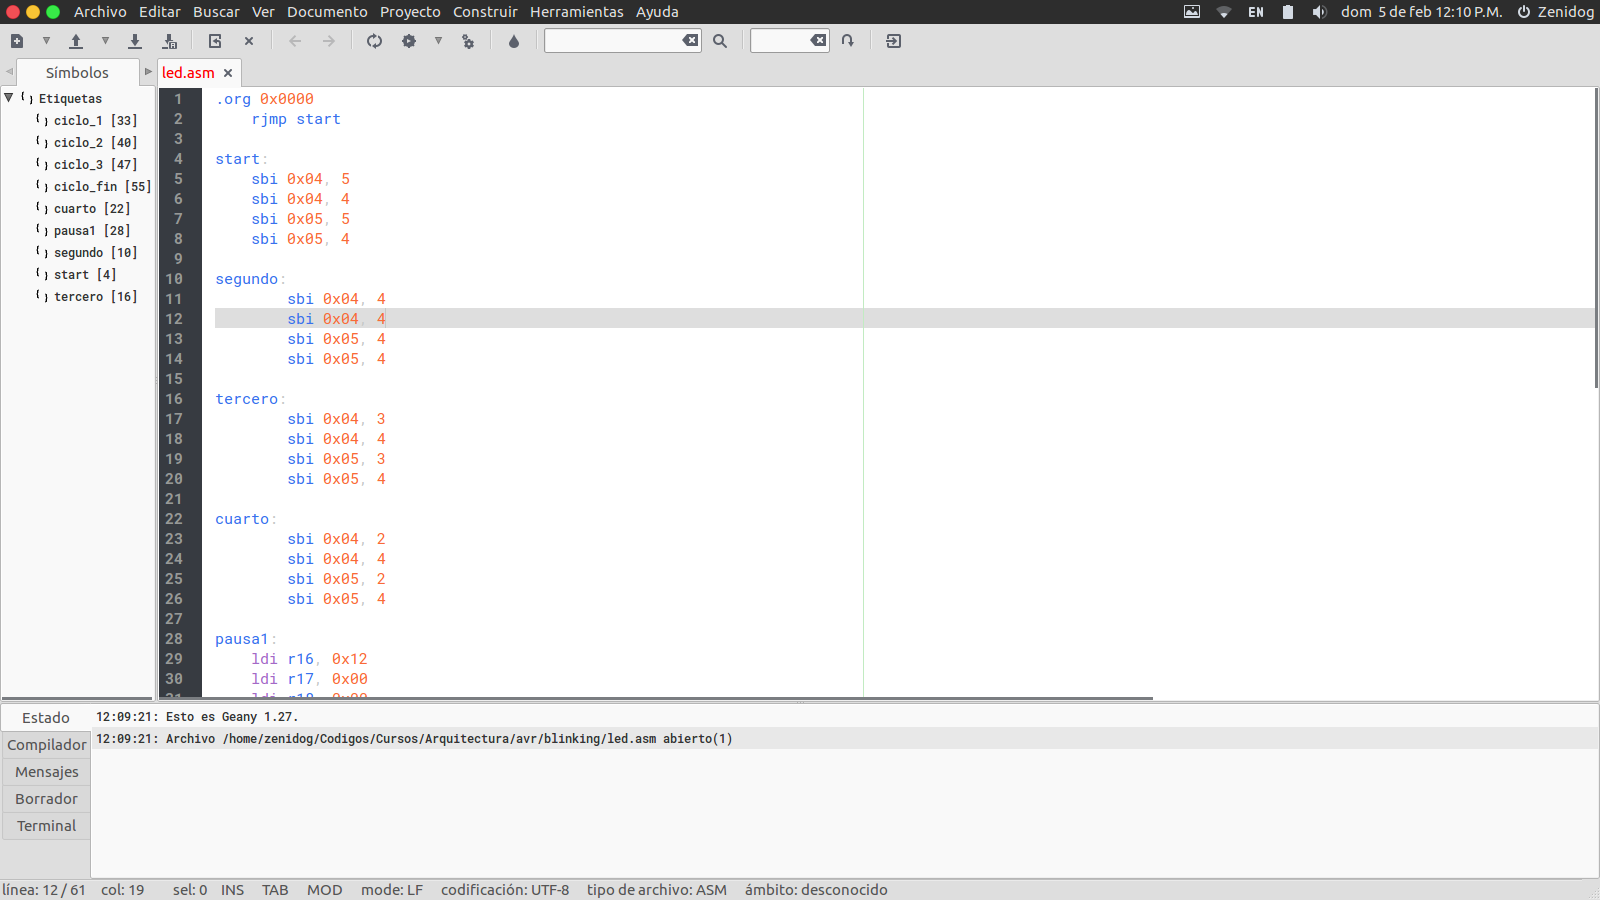 Archivo Editar Buscar Ver Documento Proyecto Construir Herramientas Ayuda EN dom 5 de feb 12:10 P.M. Zenidog
Símbolos
led.asm
Etiquetas
ciclo_1 [33]
ciclo_2 [40]
ciclo_3 [47]
ciclo_fin [55]
cuarto [22]
pausa1 [28]
segundo [10]
start [4]
tercero [16]
1 .org 0x0000
2 rjmp start
3
4 start:
5 sbi 0x04, 5
6 sbi 0x04, 4
7 sbi 0x05, 5
8 sbi 0x05, 4
9
10 segundo:
11 sbi 0x04, 4
12 sbi 0x04, 4
13 sbi 0x05, 4
14 sbi 0x05, 4
15
16 tercero:
17 sbi 0x04, 3
18 sbi 0x04, 4
19 sbi 0x05, 3
20 sbi 0x05, 4
21
22 cuarto:
23 sbi 0x04, 2
24 sbi 0x04, 4
25 sbi 0x05, 2
26 sbi 0x05, 4
27
28 pausa1:
29 ldi r16, 0x12
30 ldi r17, 0x00
31 ldi r18, 0x00
Estado
Compilador
Mensajes
Borrador
Terminal
12:09:21: Esto es Geany 1.27.
12:09:21: Archivo /home/zenidog/Codigos/Cursos/Arquitectura/avr/blinking/led.asm abierto(1)
línea: 12 / 61 col: 19 sel: 0 INS TAB MOD mode: LF codificación: UTF-8 tipo de archivo: ASM ámbito: desconocido